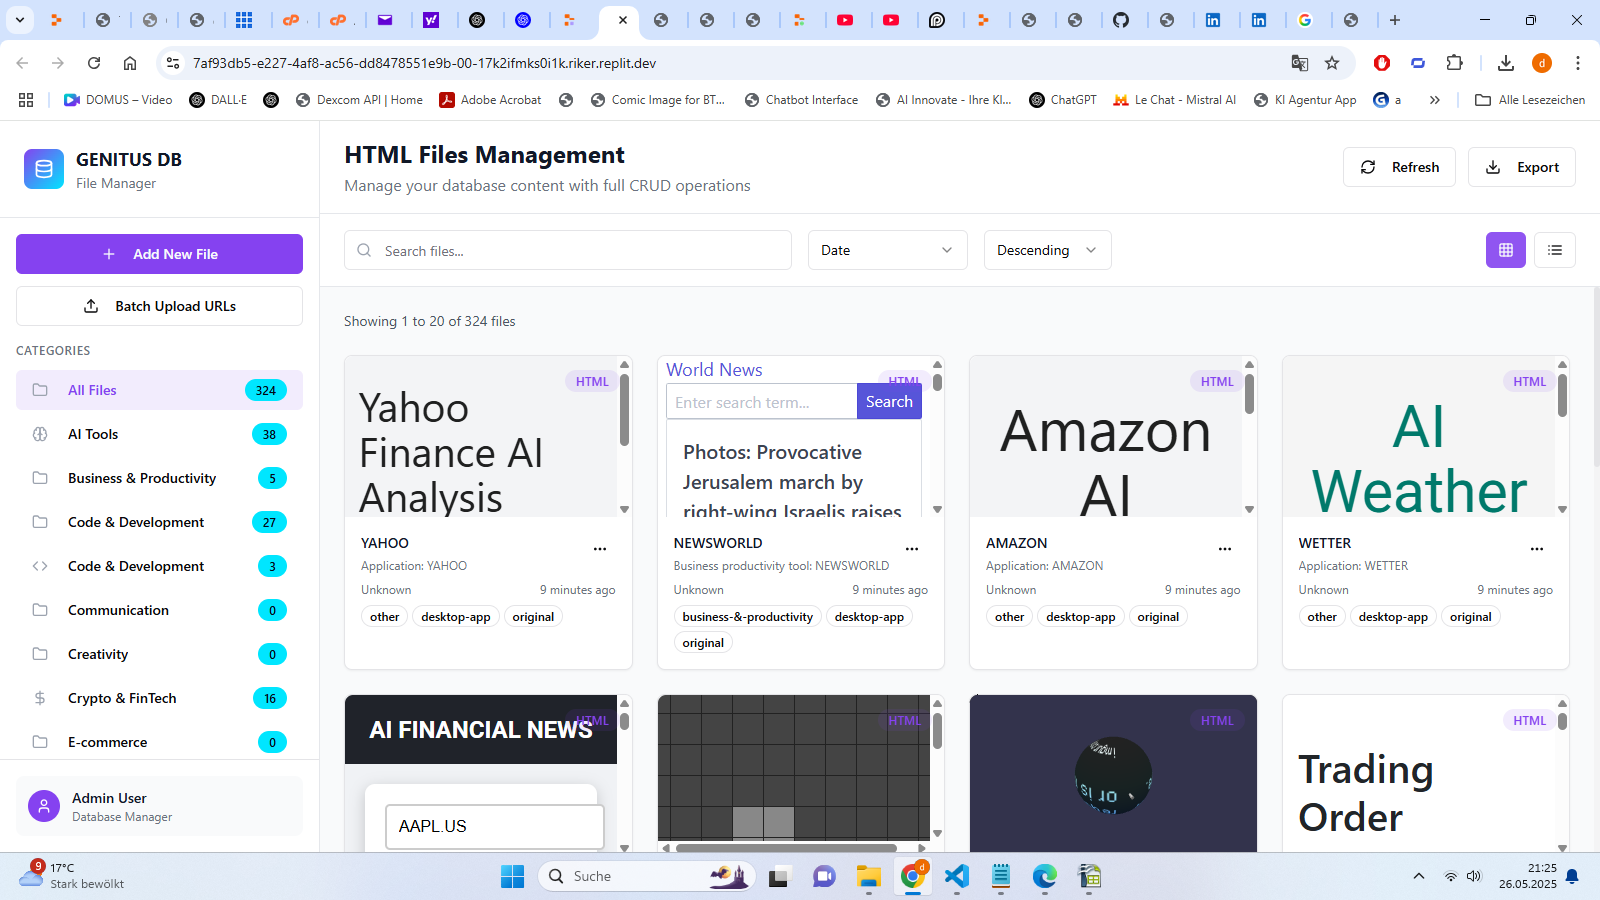 7af93db5-e227-4af8-ac56-dd8478551e9b-00-17k2ifmks0i1k.riker.replit.dev
DOMUS – Video
DALL·E
Dexcom API | Home
Adobe Acrobat
Comic Image for BT...
Chatbot Interface
AI Innovate - Ihre KI...
ChatGPT
Le Chat - Mistral AI
KI Agentur App
a
Alle Lesezeichen
GENITUS DB
File Manager
Add New File
Batch Upload URLs
CATEGORIES
All Files 324
AI Tools 38
Business & Productivity 5
Code & Development 27
Code & Development 3
Communication 0
Creativity 0
Crypto & FinTech 16
E-commerce 0
Admin User
Database Manager
HTML Files Management
Manage your database content with full CRUD operations
Refresh
Export
Search files...
Date
Descending
Showing 1 to 20 of 324 files
HTML
Yahoo
Finance AI
Analysis
YAHOO
Application: YAHOO
Unknown 9 minutes ago
other desktop-app original
World News
HTML
Enter search term... Search
Photos: Provocative
Jerusalem march by
right-wing Israelis raises
NEWSWORLD
Business productivity tool: NEWSWORLD
Unknown 9 minutes ago
business-&-productivity desktop-app
original
HTML
Amazon
AI
AMAZON
Application: AMAZON
Unknown 9 minutes ago
other desktop-app original
HTML
AI
Weather
WETTER
Application: WETTER
Unknown 9 minutes ago
other desktop-app original
HTML
AI FINANCIAL NEWS
AAPL.US
HTML
HTML
HTML
Trading
Order
9
17°C
Stark bewölkt
Suche
21:25
26.05.2025